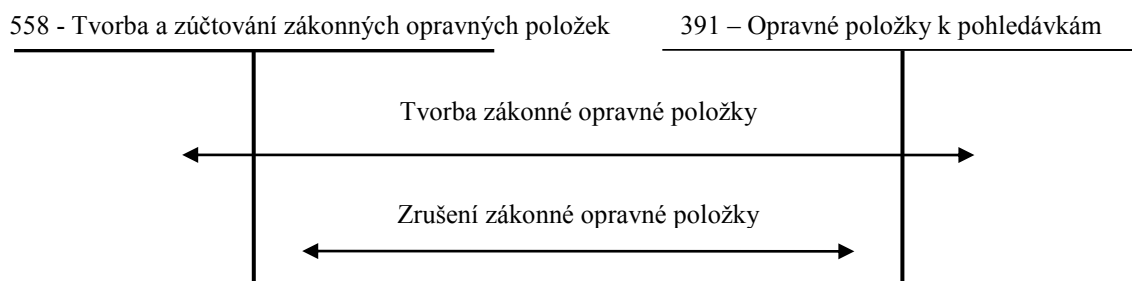 558 - Tvorba a zúčtování zákonných opravných položek 391 – Opravné položky k pohledávkám
Tvorba zákonné opravné položky
Zrušení zákonné opravné položky